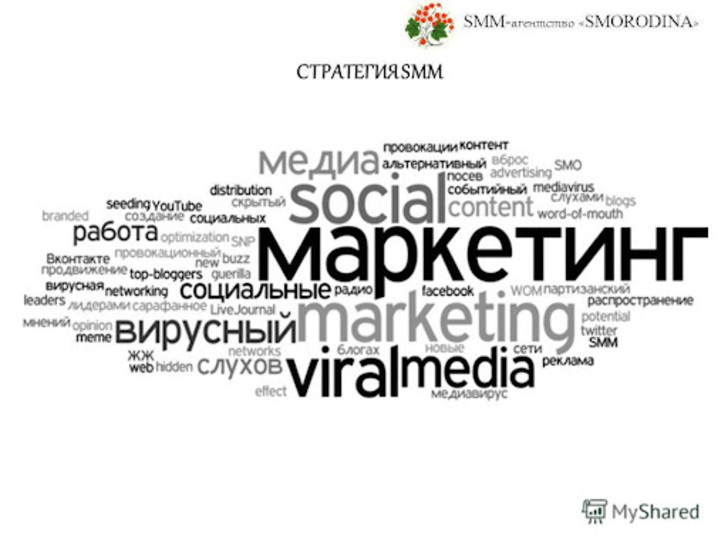 SMM-агентство «SMORODINA»
СТРАТЕГИЯ SMM
провокации контент
медиа альтернативный вброс SMO
посев advertising
distribution social событийный mediavirus
seeding YouTube скрытый content слухами blogs
branded создание социальных word-of-mouth
работа optimization SNP маркетинг
Вконтакте провокационный new buzz
продвижение top-bloggers guerilla
вирусная networking социальные радио facebook WOM партизанский
leaders лидерами сарафанное LiveJournal marketing распространение
мнений opinion вирусный potential
meme twitter
ЖЖ networks блогах новые сети SMM
web hidden слухов viral media реклама
effect медиавирус
MyShared